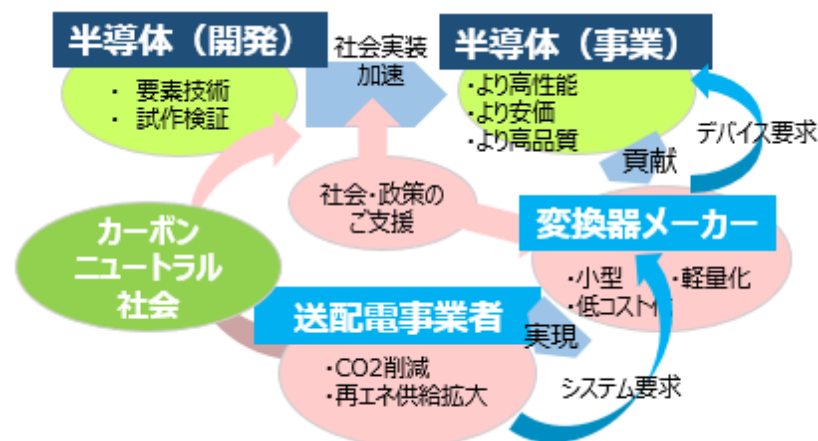 半導体（開発）
・ 要素技術
・ 試作検証
社会実装
加速
半導体（事業）
・より高性能
・より安価
・より高品質
デバイス要求
貢献
社会・政策の
ご支援
カーボン
ニュートラル
社会
変換器メーカー
・小型 ・軽量化
・低コスト化
送配電事業者
・CO2削減
・再エネ供給拡大
実現
システム要求